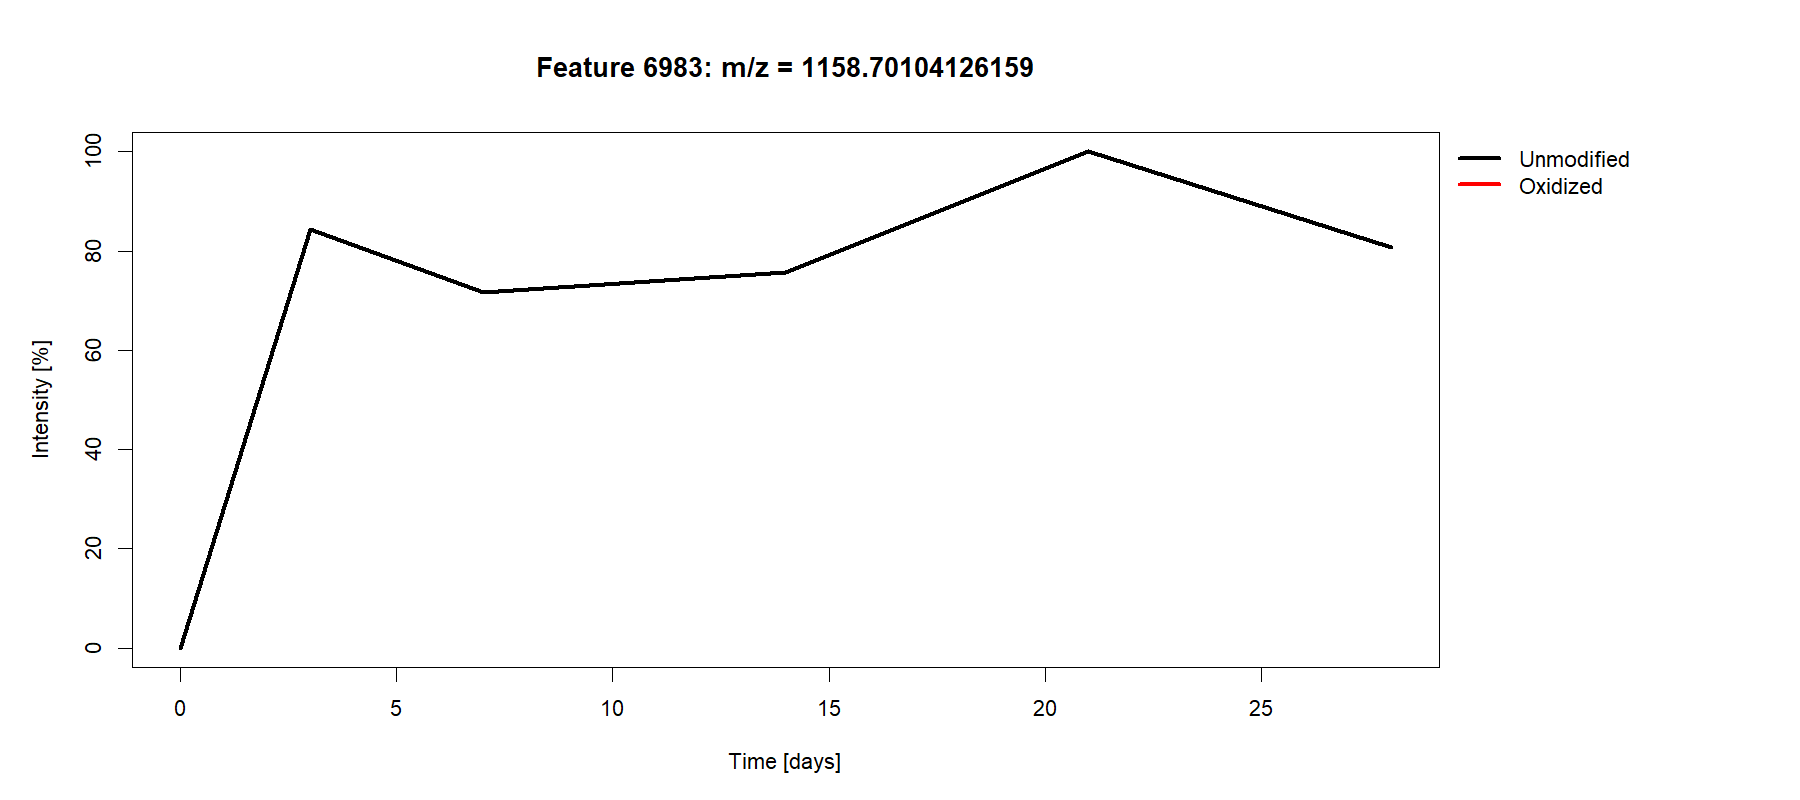 Feature 6983: m/z = 1158.70104126159
Unmodified
Oxidized
Intensity [%]
100
80
60
40
20
0
0 5 10 15 20 25
Time [days]